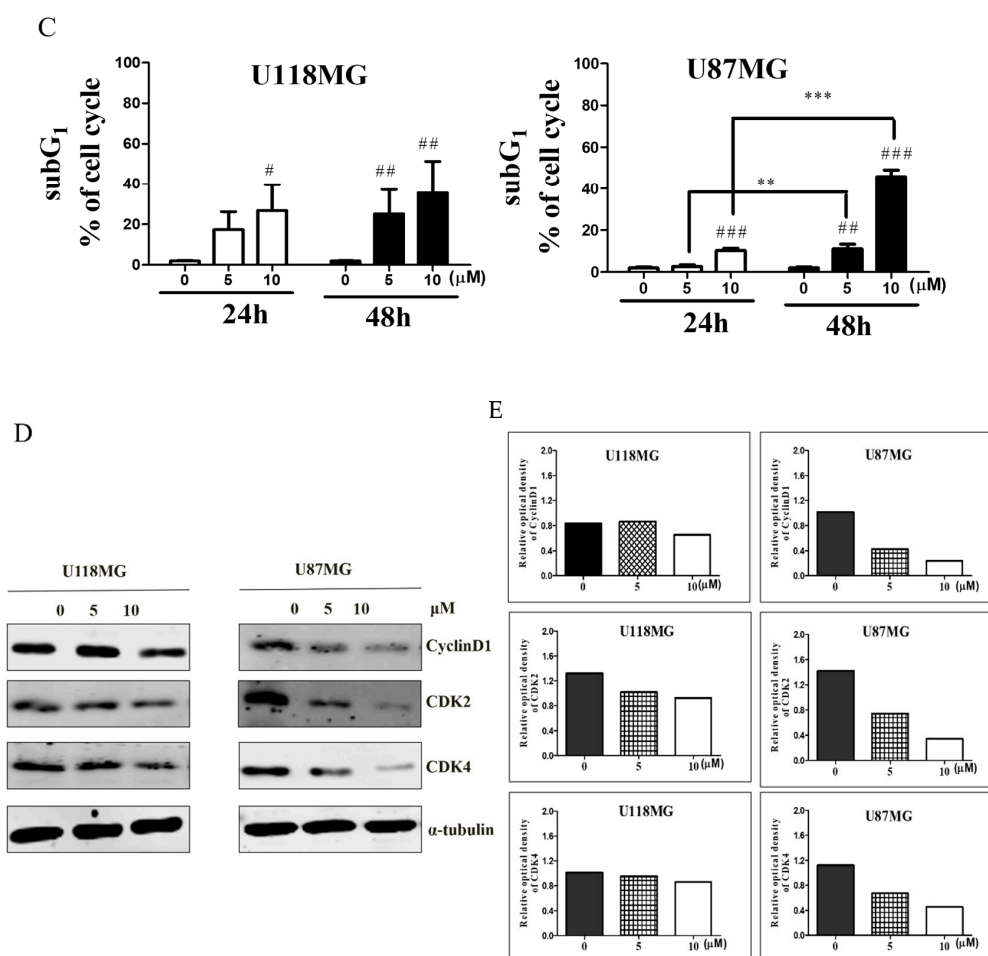 C
U118MG
subG1
% of cell cycle
100
80
60
40
20
0
#
##
##
0 5 10 0 5 10 (μM)
24h 48h
U87MG
subG1
% of cell cycle
100
80
60
40
20
0
***
**
###
##
###
0 5 10 0 5 10 (μM)
24h 48h
D
U118MG U87MG
0 5 10 0 5 10 μM
CyclinD1
CDK2
CDK4
α-tubulin
E
U118MG
Relative optical density
of CyclinD1
2.0
1.6
1.2
0.8
0.4
0.0
0 5 10 (μM)
U87MG
Relative optical density
of CyclinD1
2.0
1.6
1.2
0.8
0.4
0.0
0 5 10 (μM)
U118MG
Relative optical density
of CDK2
2.0
1.6
1.2
0.8
0.4
0.0
0 5 10 (μM)
U87MG
Relative optical density
of CDK2
2.0
1.6
1.2
0.8
0.4
0.0
0 5 10 (μM)
U118MG
Relative optical density
of CDK4
2.0
1.6
1.2
0.8
0.4
0.0
0 5 10 (μM)
U87MG
Relative optical density
of CDK4
2.0
1.6
1.2
0.8
0.4
0.0
0 5 10 (μM)